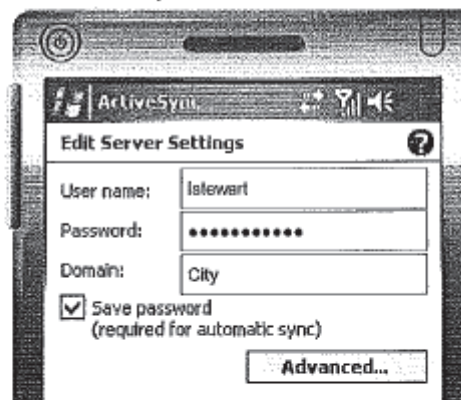 ActiveSync
Edit Server Settings
User name: lstewart
Password: •••••••••••
Domain: City
Save password
(required for automatic sync)
Advanced...